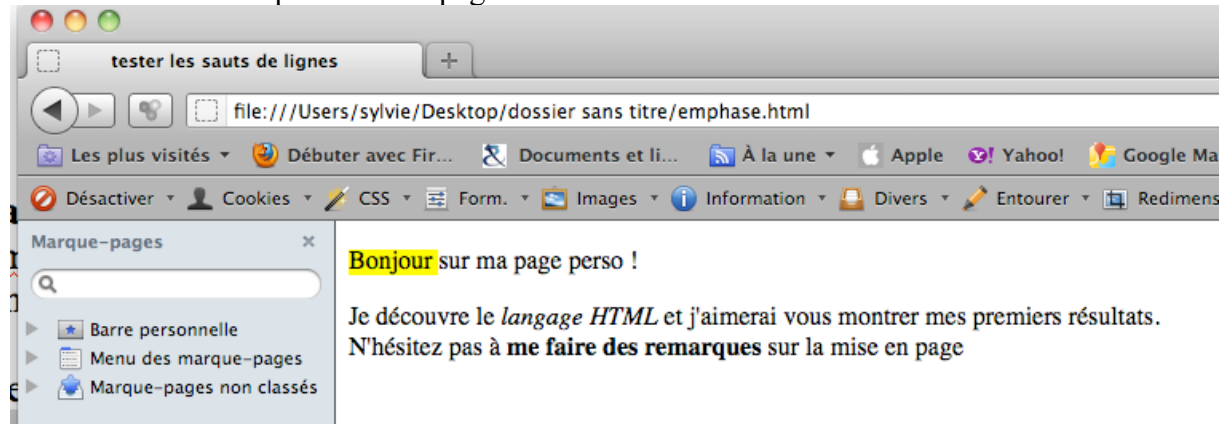 tester les sauts de lignes
file:///Users/sylvie/Desktop/dossier sans titre/emphase.html
Les plus visités Débuter avec Fir... Documents et li... À la une Apple Yahoo! Google Ma
Désactiver Cookies CSS Form. Images Information Divers Entourer Redimens
Marque-pages
Barre personnelle
Menu des marque-pages
Marque-pages non classés
Bonjour sur ma page perso !
Je découvre le langage HTML et j'aimerai vous montrer mes premiers résultats.
N'hésitez pas à me faire des remarques sur la mise en page